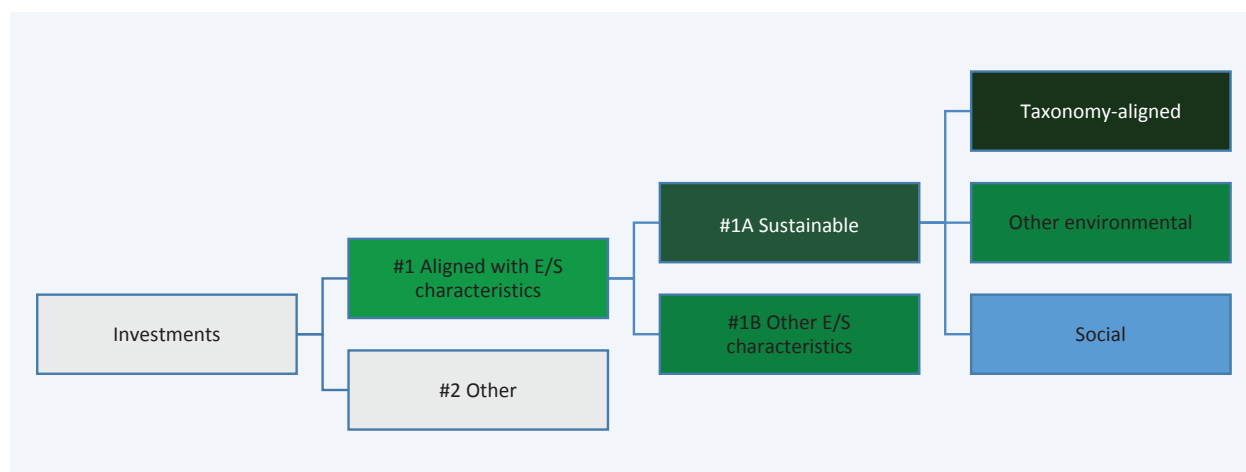 Investments
#1 Aligned with E/S
characteristics
#2 Other
#1A Sustainable
#1B Other E/S
characteristics
Taxonomy-aligned
Other environmental
Social